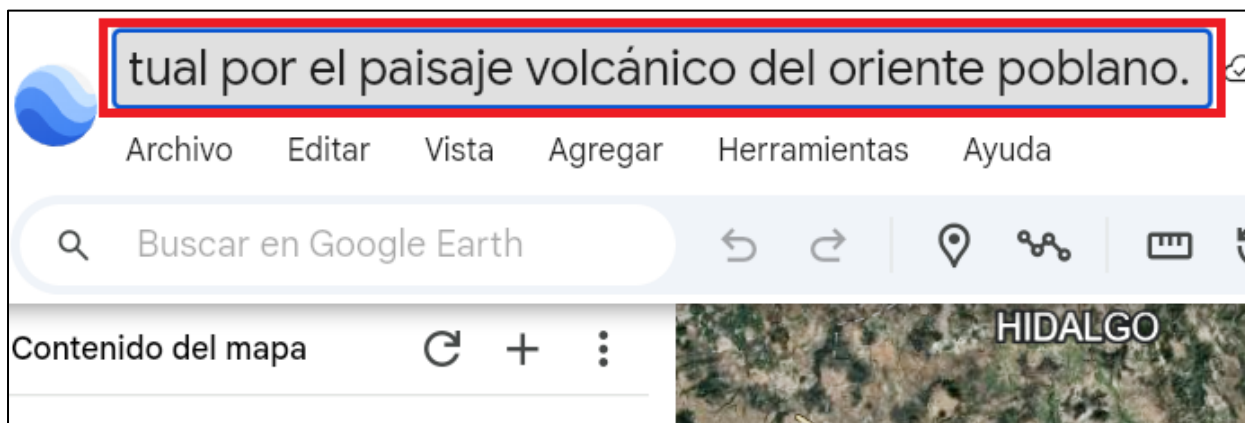 tual por el paisaje volcánico del oriente poblano.
Archivo Editar Vista Agregar Herramientas Ayuda
Buscar en Google Earth
Contenido del mapa
HIDALGO